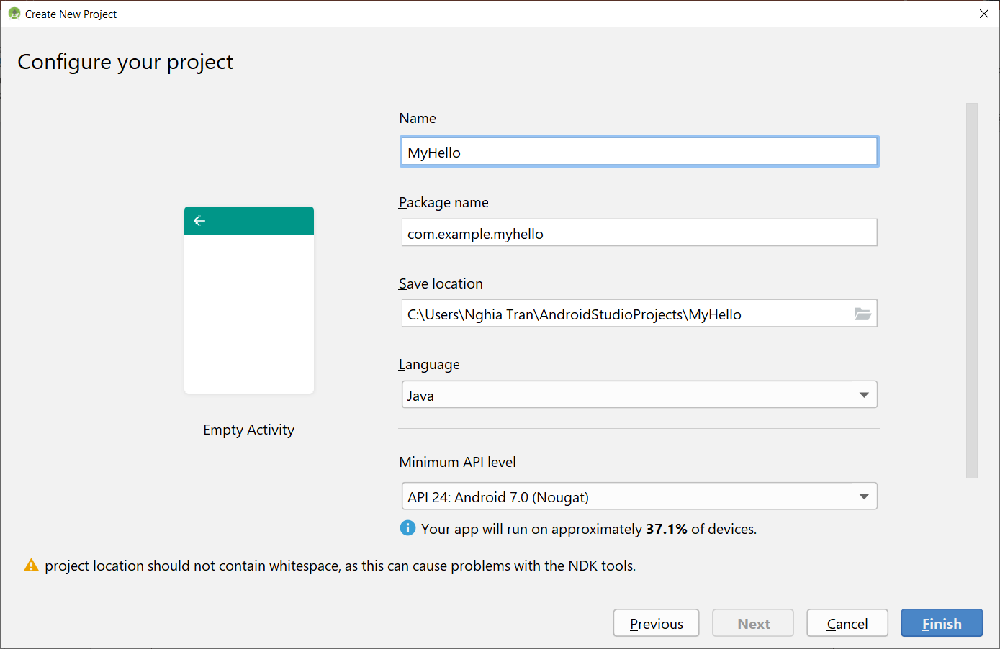 Create New Project
Configure your project
Name
MyHello
Package name
com.example.myhello
Save location
C:\Users\Nghia Tran\AndroidStudioProjects\MyHello
Language
Java
Empty Activity
Minimum API level
API 24: Android 7.0 (Nougat)
Your app will run on approximately 37.1% of devices.
project location should not contain whitespace, as this can cause problems with the NDK tools.
Previous
Next
Cancel
Finish